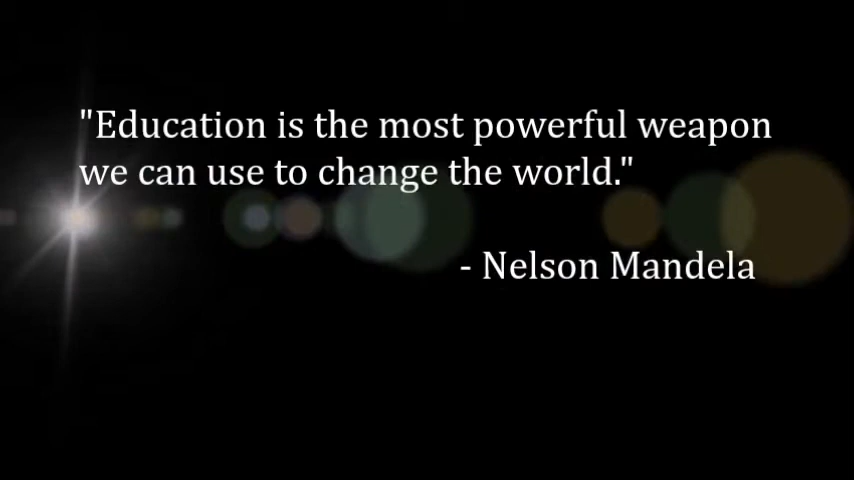 "Education is the most powerful weapon
we can use to change the world."
- Nelson Mandela